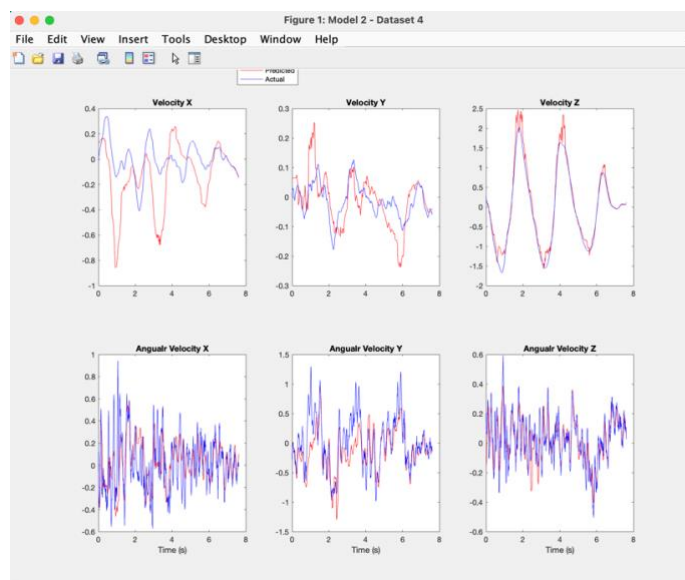 Figure 1: Model 2 - Dataset 4
File Edit View Insert Tools Desktop Window Help
Predicted
Actual
Velocity X
Velocity Y
Velocity Z
0.4
0.2
0
-0.2
-0.4
-0.6
-0.8
-1
0 2 4 6 8
0.3
0.2
0.1
0
-0.1
-0.2
-0.3
0 2 4 6 8
2.5
2
1.5
1
0.5
0
-0.5
-1
-1.5
-2
0 2 4 6 8
Angualr Velocity X
Angualr Velocity Y
Angualr Velocity Z
1
0.8
0.6
0.4
0.2
0
-0.2
-0.4
-0.6
0 2 4 6 8
Time (s)
1.5
1
0.5
0
-0.5
-1
-1.5
0 2 4 6 8
Time (s)
0.6
0.4
0.2
0
-0.2
-0.4
-0.6
0 2 4 6 8
Time (s)